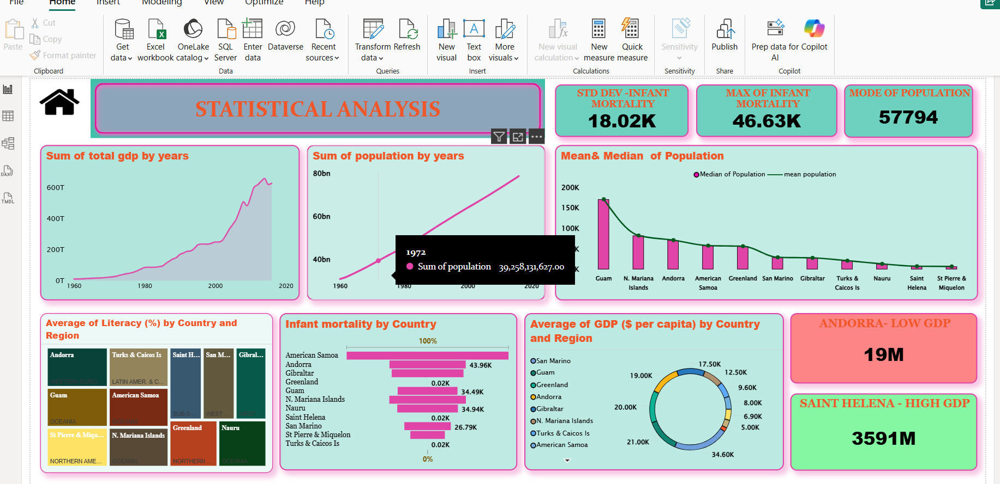 File Home Insert Modeling View Optimize Help
Paste
Cut
Copy
Format painter
Clipboard
Get data
Excel workbook
OneLake catalog
SQL Server
Enter data
Dataverse
Recent sources
Data
Transform data
Refresh
Queries
New visual
Text box
More visuals
Insert
New visual calculation
New measure
Quick measure
Calculations
Sensitivity
Sensitivity
Publish
Share
Prep data for AI
Copilot
Copilot
DAX
TMDL
STATISTICAL ANALYSIS
STD DEV -INFANT
MORTALITY
18.02K
MAX OF INFANT
MORTALITY
46.63K
MODE OF POPULATION
57794
Sum of total gdp by years
600T
400T
200T
0T
1960 1980 2000 2020
Sum of population by years
80bn
60bn
40bn
1960 1980 2000 2020
1972
Sum of population 39,258,131,627.00
Mean& Median of Population
Median of Population mean population
200K
150K
100K
K
K
Guam
N. Mariana Islands
Andorra
American Samoa
Greenland
San Marino
Gibraltar
Turks & Caicos Is
Nauru
Saint Helena
St Pierre & Miquelon
Average of Literacy (%) by Country and
Region
Andorra
WESTERN EURO...
Turks & Caicos Is
LATIN AMER. & C...
Saint H...
SUB-S...
San M...
WEST...
Gibral...
WEST...
Guam
OCEANIA
American Samoa
OCEANIA
St Pierre & Miqu...
NORTHERN AME...
N. Mariana Islands
OCEANIA
Greenland
NORTHERN ...
Nauru
OCEANIA
Infant mortality by Country
100%
American Samoa
Andorra 43.96K
Gibraltar
Greenland 0.02K
Guam 34.49K
N. Mariana Islands
Nauru 34.94K
Saint Helena 0.02K
San Marino 26.79K
St Pierre & Miquelon
Turks & Caicos Is 0.02K
0%
Average of GDP ($ per capita) by Country
and Region
San Marino
Guam
Greenland
Andorra
Gibraltar
N. Mariana Islands
Turks & Caicos Is
American Samoa
17.50K
12.50K
9.60K
8.00K
6.90K
5.00K
34.60K
21.00K
20.00K
19.00K
ANDORRA- LOW GDP
19M
SAINT HELENA - HIGH GDP
3591M